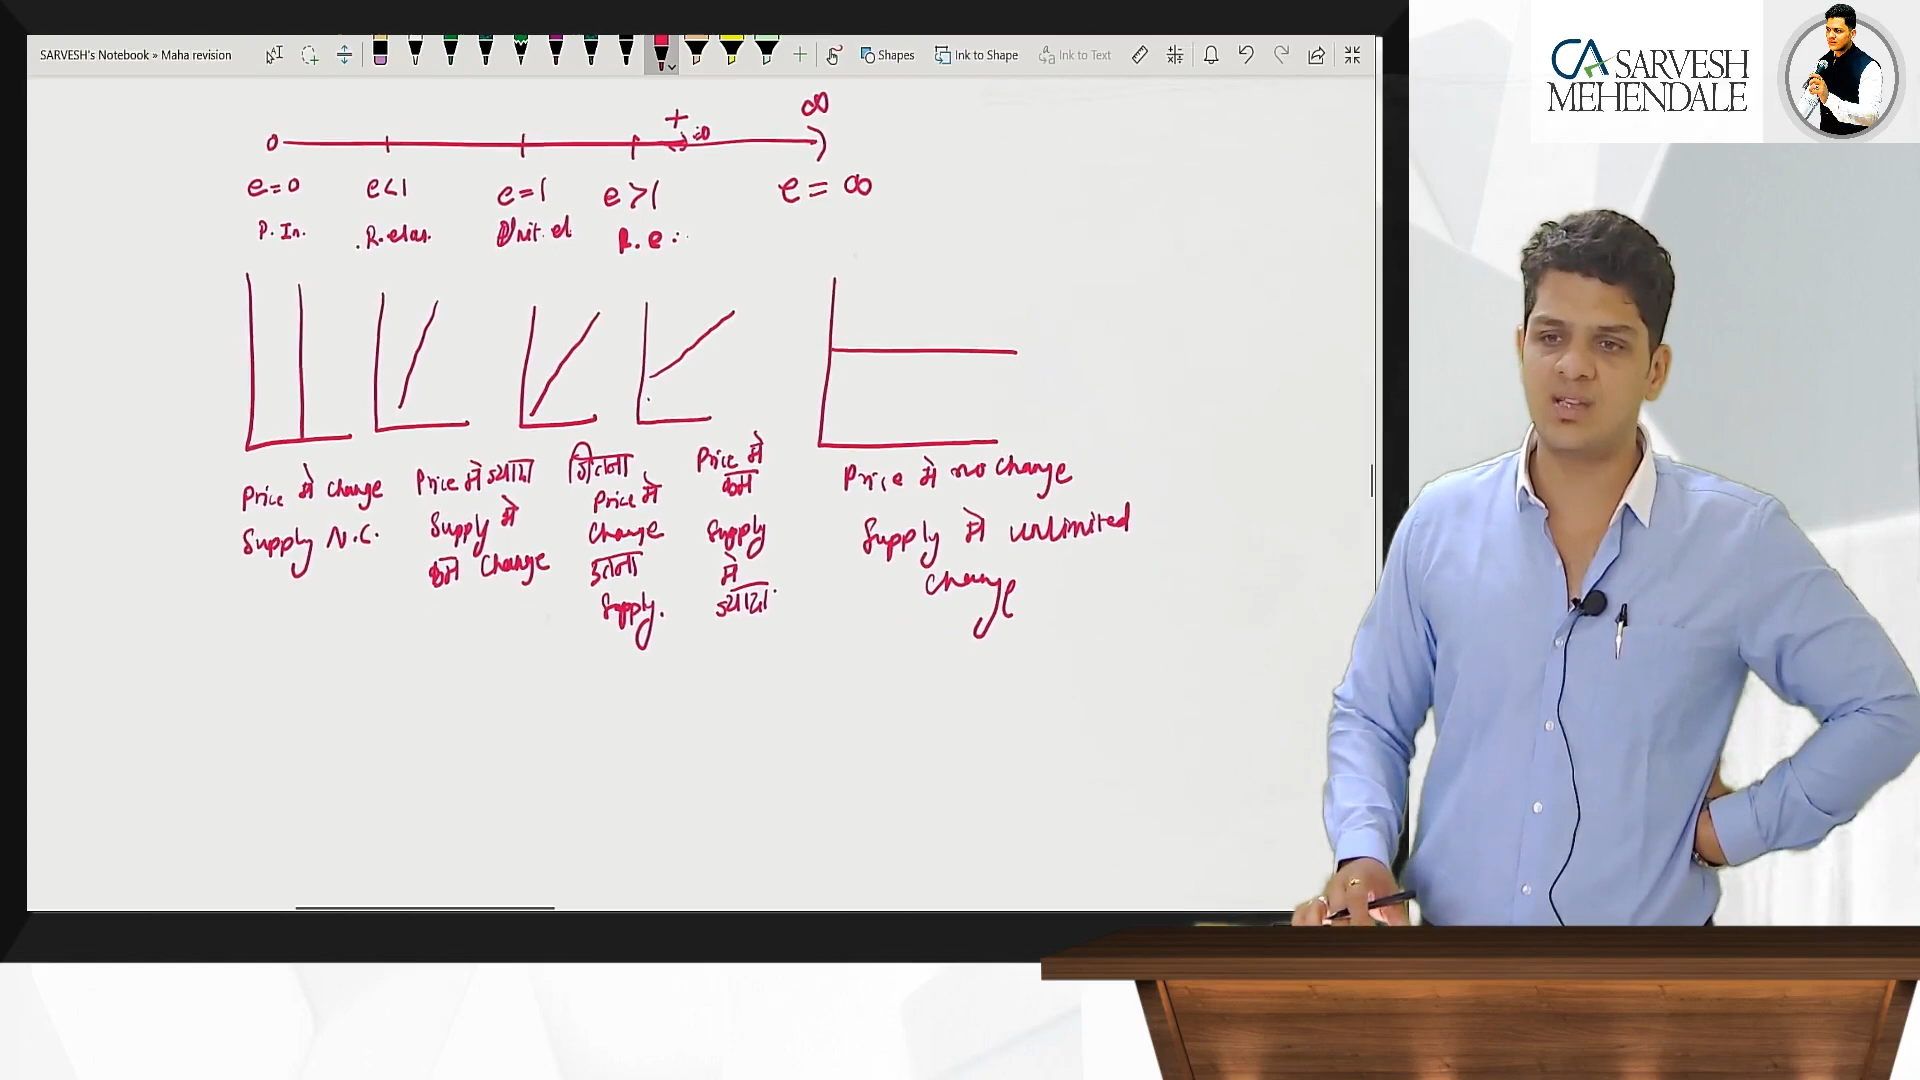 SARVESH's Notebook » Maha revision
Shapes
Ink to Shape
Ink to Text
CA SARVESH
MEHENDALE
0
+
∞
e=0
e<1
e=1
e>1
e = ∞
P. In.
R. elas.
Unit. el
R. e.
Price मे change
Supply N.C.
Price मे ज्यादा
Supply मे
कम change
जितना
Price मे
change
इतना
Supply.
Price मे
कम
Supply
मे
ज्यादा.
Price मे no change
Supply मे unlimited
change